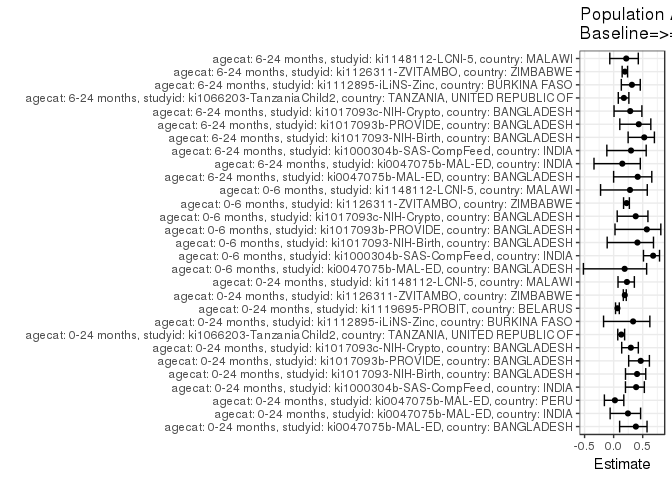 Population
Baseline=>
agecat: 6-24 months, studyid: ki1148112-LCNI-5, country: MALAWI
agecat: 6-24 months, studyid: ki1126311-ZVITAMBO, country: ZIMBABWE
agecat: 6-24 months, studyid: ki1112895-iLiNS-Zinc, country: BURKINA FASO
agecat: 6-24 months, studyid: ki1066203-TanzaniaChild2, country: TANZANIA, UNITED REPUBLIC OF
agecat: 6-24 months, studyid: ki1017093c-NIH-Crypto, country: BANGLADESH
agecat: 6-24 months, studyid: ki1017093b-PROVIDE, country: BANGLADESH
agecat: 6-24 months, studyid: ki1017093-NIH-Birth, country: BANGLADESH
agecat: 6-24 months, studyid: ki1000304b-SAS-CompFeed, country: INDIA
agecat: 6-24 months, studyid: ki0047075b-MAL-ED, country: INDIA
agecat: 6-24 months, studyid: ki0047075b-MAL-ED, country: BANGLADESH
agecat: 0-6 months, studyid: ki1148112-LCNI-5, country: MALAWI
agecat: 0-6 months, studyid: ki1126311-ZVITAMBO, country: ZIMBABWE
agecat: 0-6 months, studyid: ki1017093c-NIH-Crypto, country: BANGLADESH
agecat: 0-6 months, studyid: ki1017093b-PROVIDE, country: BANGLADESH
agecat: 0-6 months, studyid: ki1017093-NIH-Birth, country: BANGLADESH
agecat: 0-6 months, studyid: ki1000304b-SAS-CompFeed, country: INDIA
agecat: 0-6 months, studyid: ki0047075b-MAL-ED, country: BANGLADESH
agecat: 0-24 months, studyid: ki1148112-LCNI-5, country: MALAWI
agecat: 0-24 months, studyid: ki1126311-ZVITAMBO, country: ZIMBABWE
agecat: 0-24 months, studyid: ki1119695-PROBIT, country: BELARUS
agecat: 0-24 months, studyid: ki1112895-iLiNS-Zinc, country: BURKINA FASO
agecat: 0-24 months, studyid: ki1066203-TanzaniaChild2, country: TANZANIA, UNITED REPUBLIC OF
agecat: 0-24 months, studyid: ki1017093c-NIH-Crypto, country: BANGLADESH
agecat: 0-24 months, studyid: ki1017093b-PROVIDE, country: BANGLADESH
agecat: 0-24 months, studyid: ki1017093-NIH-Birth, country: BANGLADESH
agecat: 0-24 months, studyid: ki1000304b-SAS-CompFeed, country: INDIA
agecat: 0-24 months, studyid: ki0047075b-MAL-ED, country: PERU
agecat: 0-24 months, studyid: ki0047075b-MAL-ED, country: INDIA
agecat: 0-24 months, studyid: ki0047075b-MAL-ED, country: BANGLADESH
-0.5 0.0 0.5
Estimate